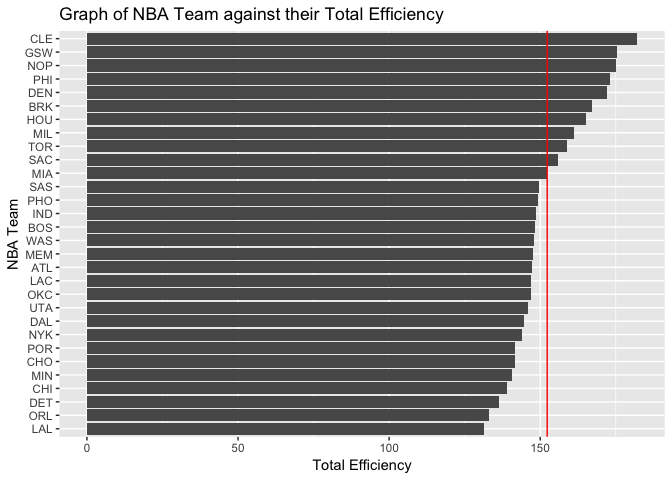 Graph of NBA Team against their Total Efficiency
CLE
GSW
NOP
PHI
DEN
BRK
HOU
MIL
TOR
SAC
MIA
SAS
PHO
IND
BOS
WAS
MEM
ATL
LAC
OKC
UTA
DAL
NYK
POR
CHO
MIN
CHI
DET
ORL
LAL
NBA Team
0 50 100 150
Total Efficiency